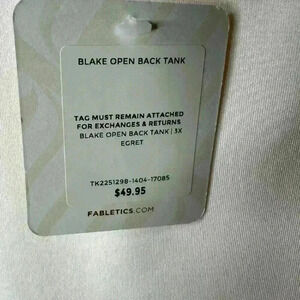 BLAKE OPEN BACK TANK
TAG MUST REMAIN ATTACHED
FOR EXCHANGES & RETURNS
BLAKE OPEN BACK TANK | 3X
EGRET
TK2251298-1404-17085
$49.95
FABLETICS.COM